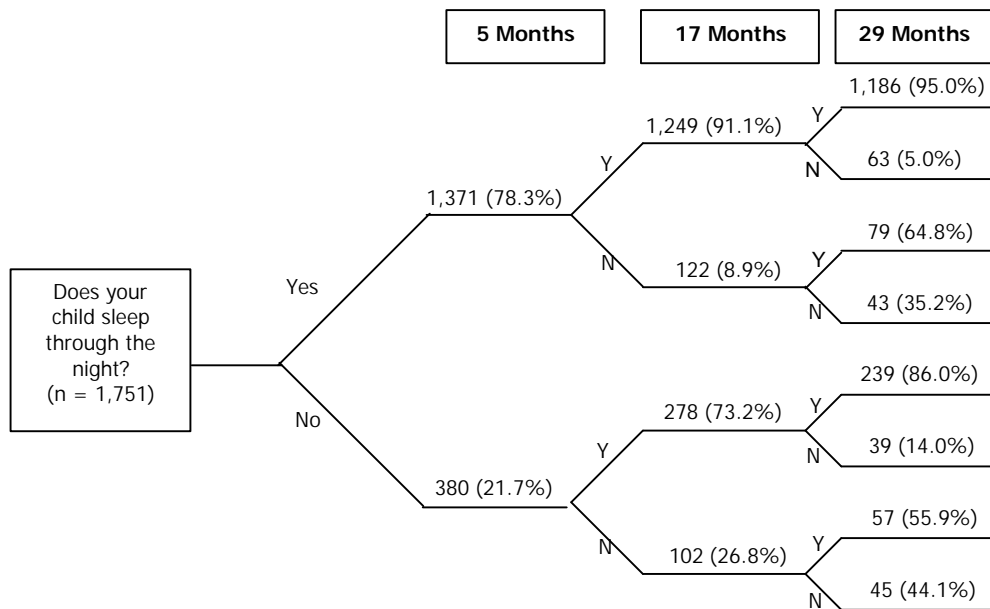 5 Months 17 Months 29 Months
1,186 (95.0%)
Y
1,249 (91.1%)
N 63 (5.0%)
Y
1,371 (78.3%)
79 (64.8%)
N Y
122 (8.9%)
Yes
N 43 (35.2%)
Does your
child sleep
through the
night?
(n = 1,751)
239 (86.0%)
No
278 (73.2%) Y
Y
N 39 (14.0%)
380 (21.7%)
57 (55.9%)
N Y
102 (26.8%)
N 45 (44.1%)